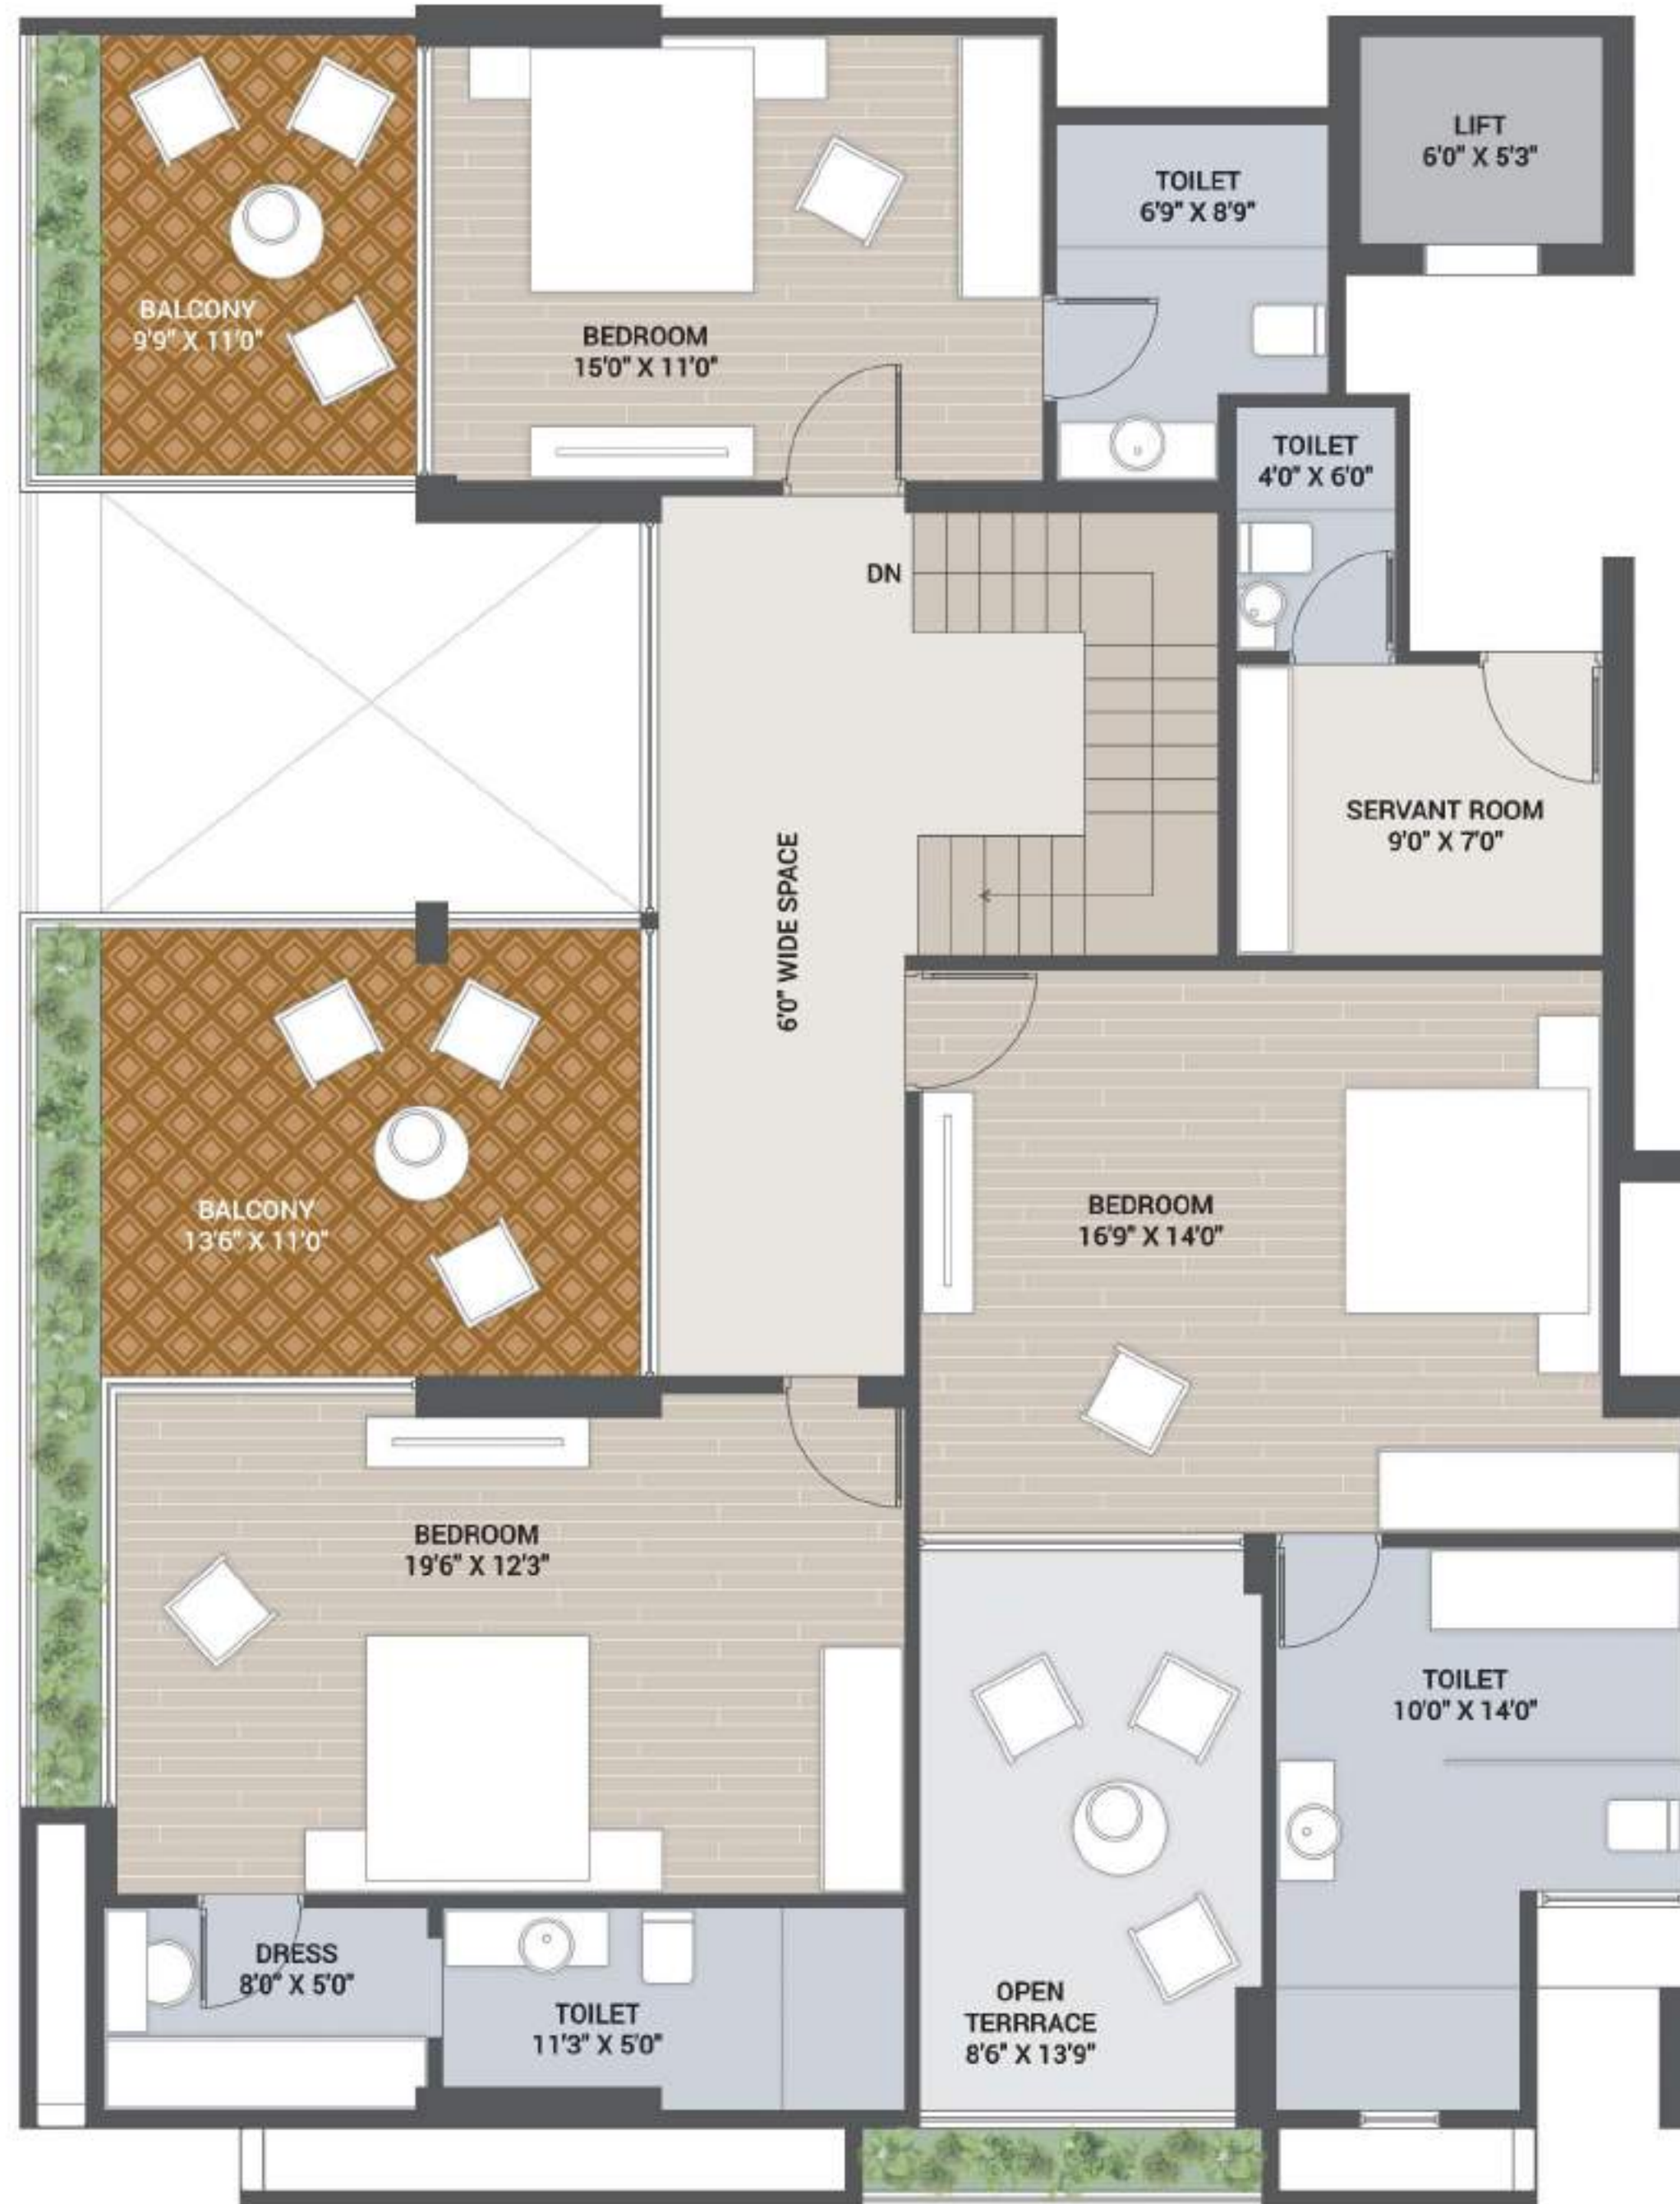 LIFT
6'0" X 5'3"
TOILET
6'9" X 8'9"
BALCONY
9'9" X 11'0"
BEDROOM
15'0" X 11'0"
TOILET
4'0" X 6'0"
DN
SERVANT ROOM
9'0" X 7'0"
6'0" WIDE SPACE
BALCONY
13'6" X 11'0"
BEDROOM
16'9" X 14'0"
BEDROOM
19'6" X 12'3"
TOILET
10'0" X 14'0"
DRESS
8'0" X 5'0"
TOILET
11'3" X 5'0"
OPEN
TERRRACE
8'6" X 13'9"